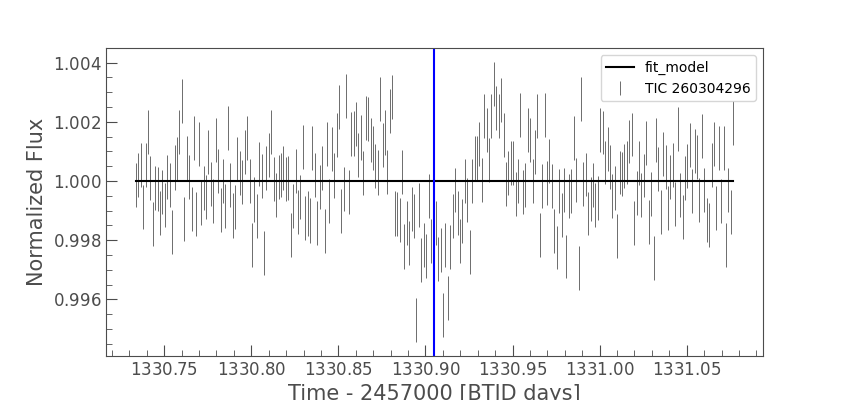 1.004
1.002
1.000
0.998
0.996
Normalized Flux
fit_model
TIC 260304296
1330.75 1330.80 1330.85 1330.90 1330.95 1331.00 1331.05
Time - 2457000 [BTJD days]